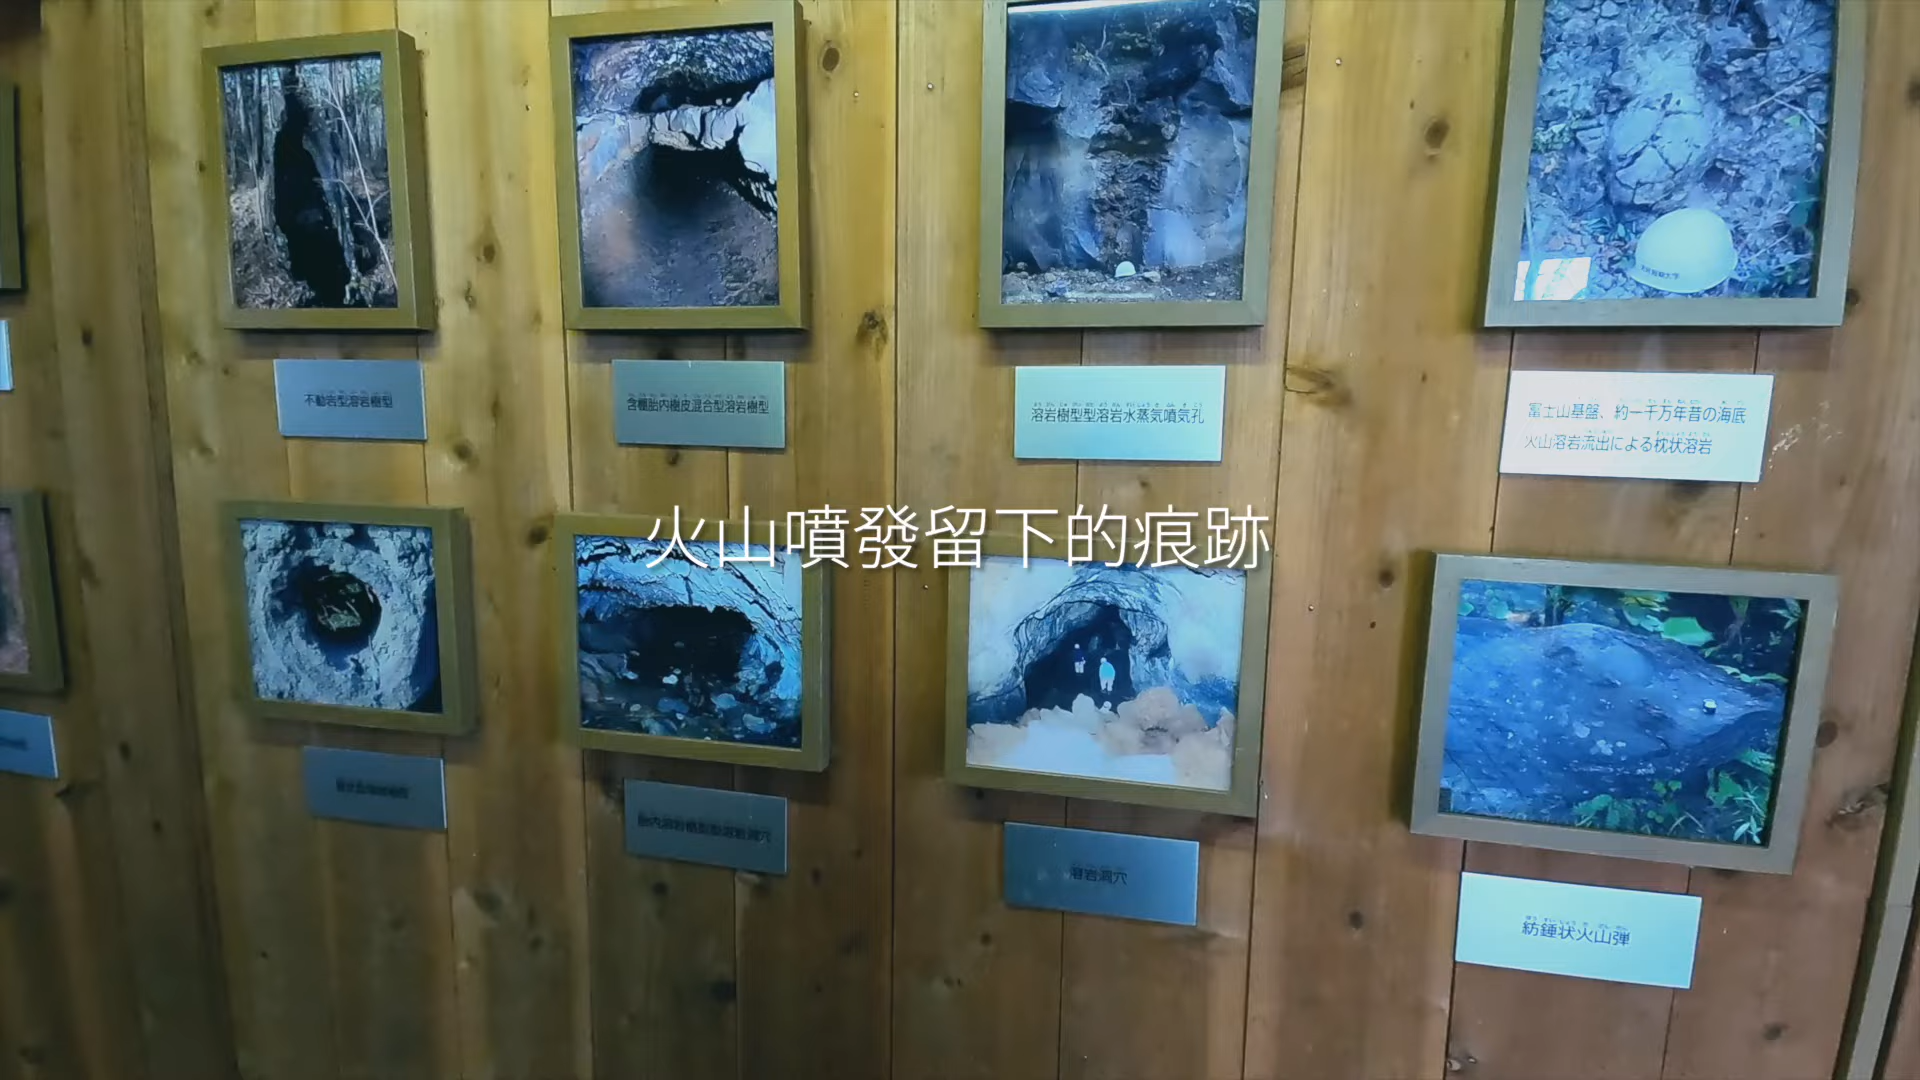 不動岩型溶岩樹型
含棚胎内樹皮混合型溶岩樹型
溶岩樹型型溶岩水蒸気噴気孔
富士山基盤、約一千万年昔の海底
火山溶岩流出による枕状溶岩
火山噴發留下的痕跡
溶岩洞穴
紡錘状火山弾